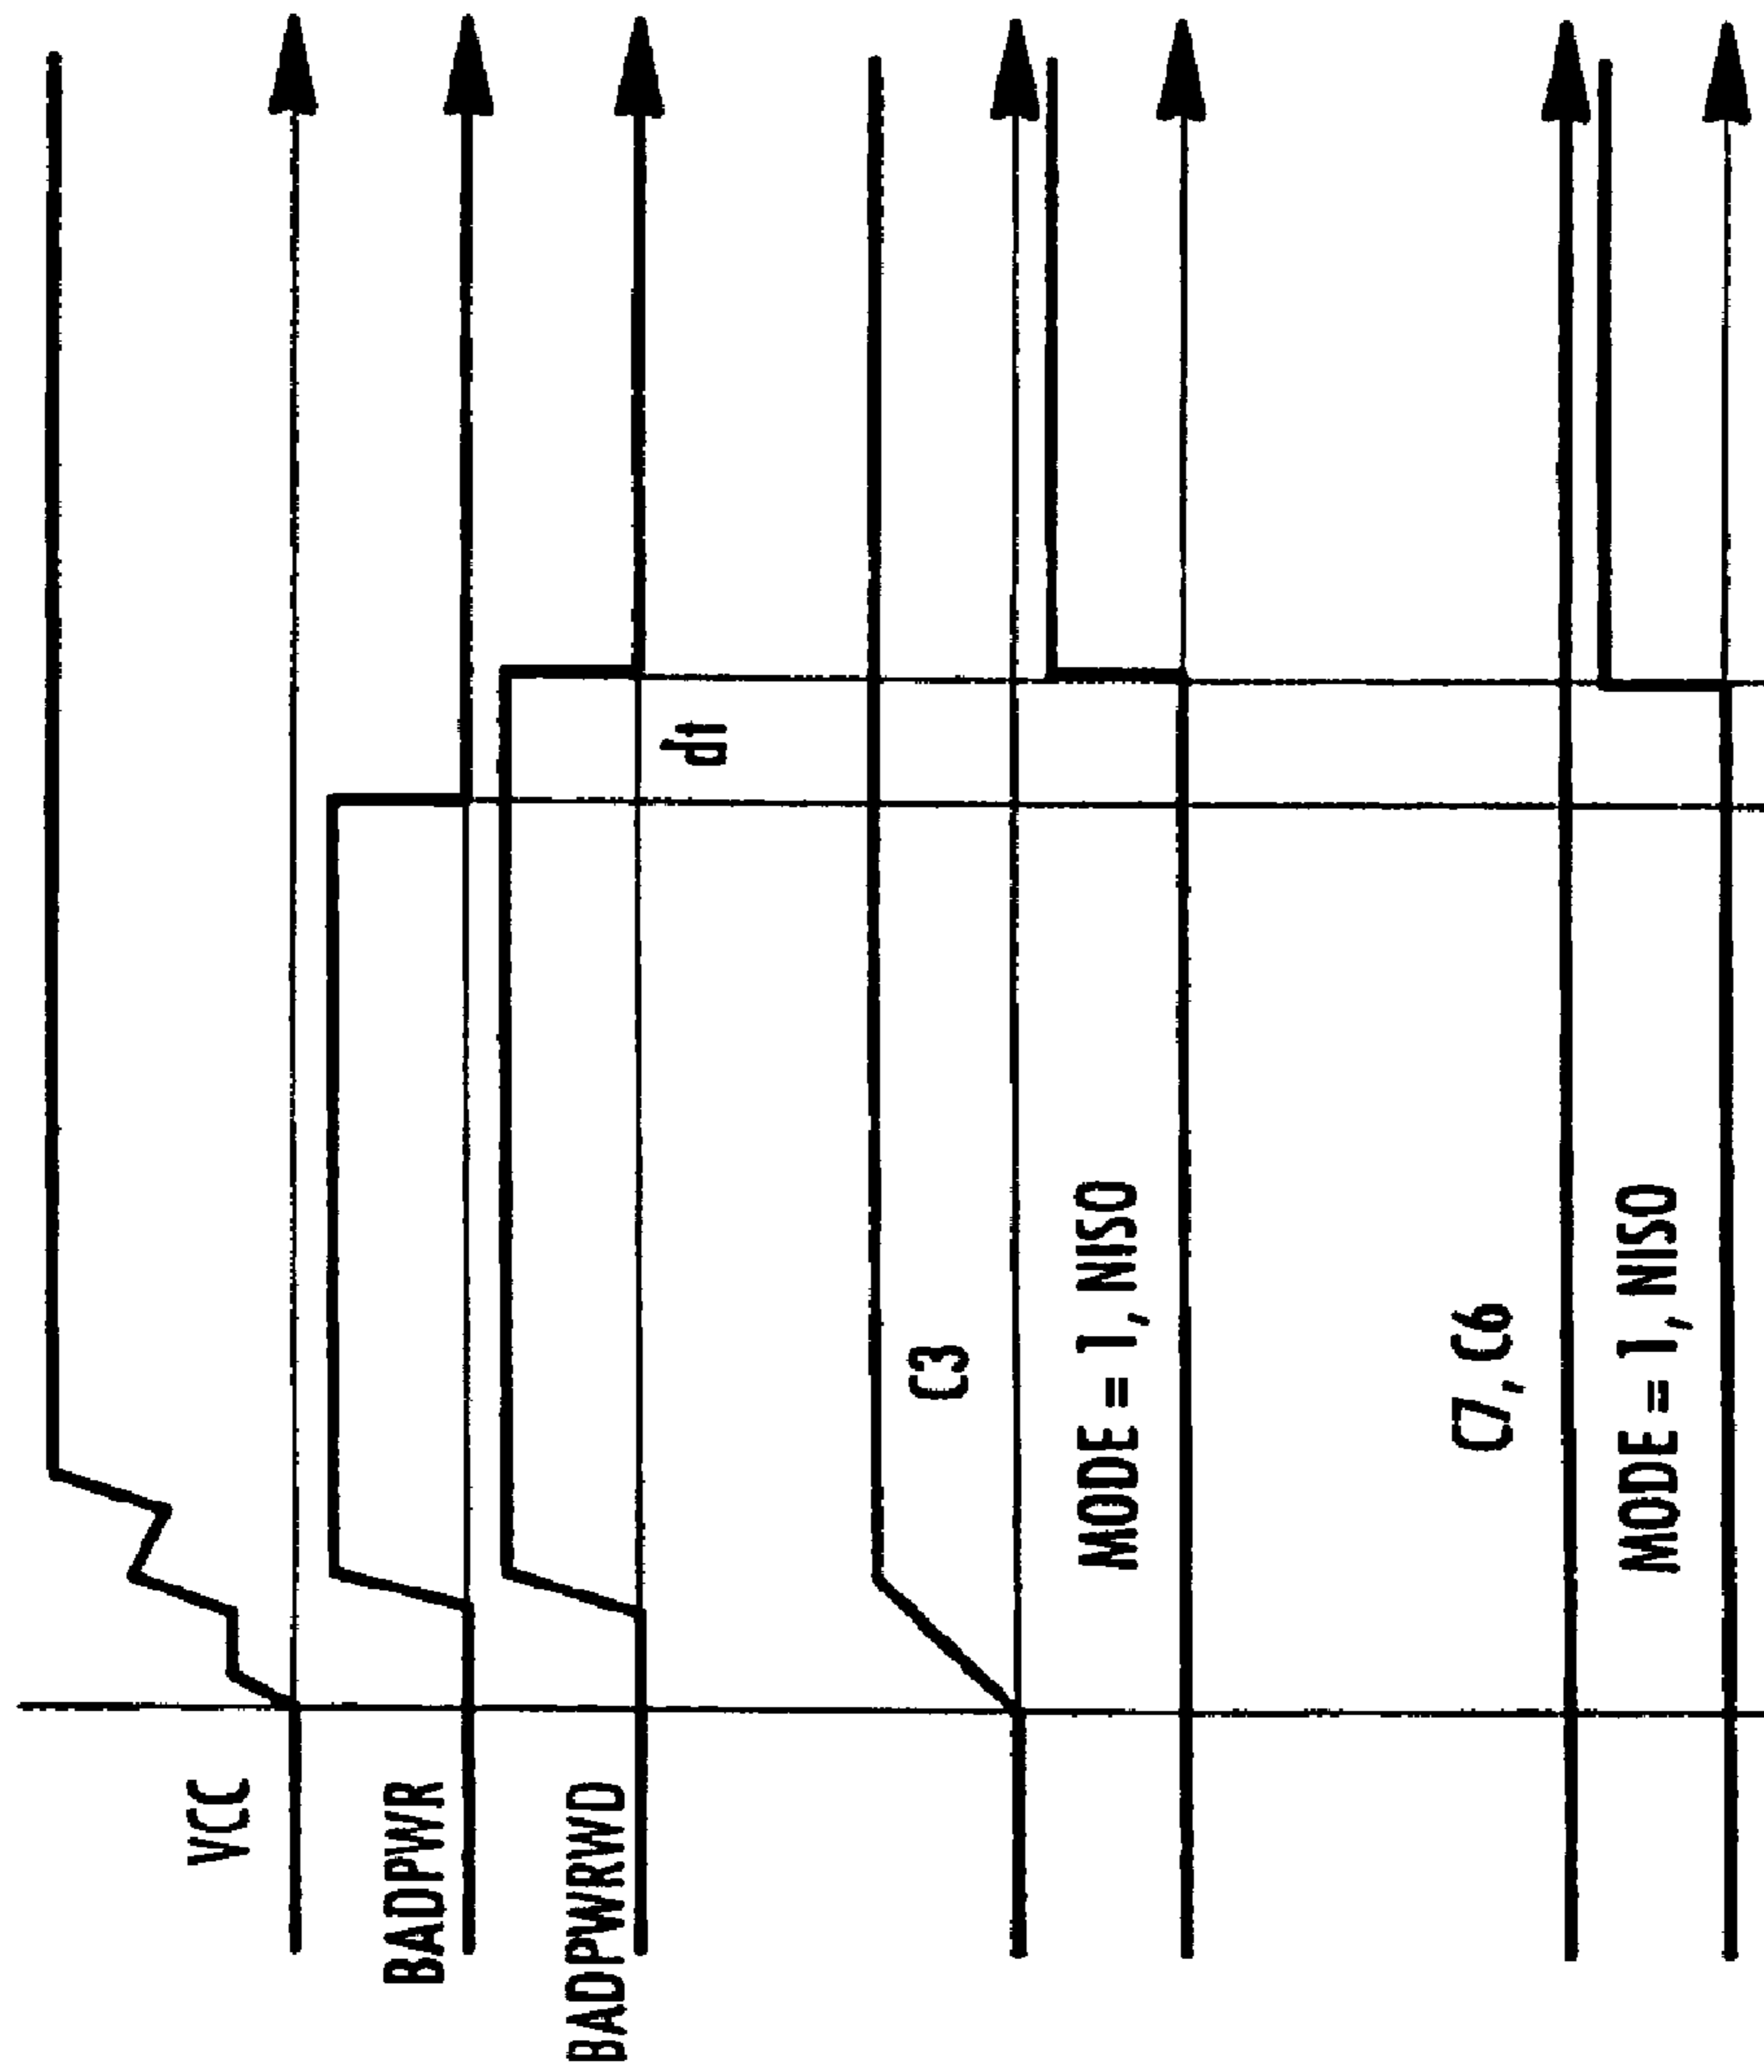 VCC
BADPWR
BADPWRWD
dt
C3
MODE = 1, NISO
C7, C6
MODE = 1, NISO